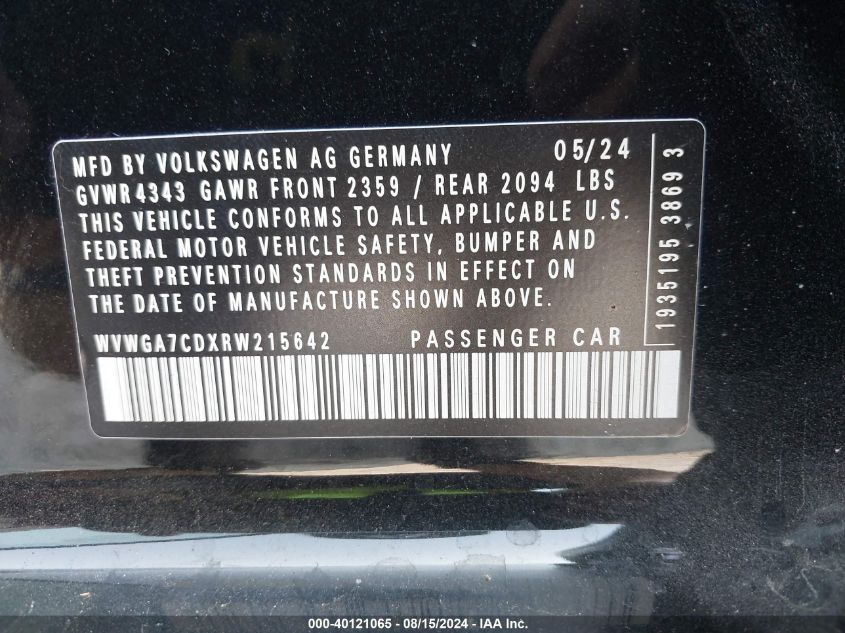 MFD BY VOLKSWAGEN AG GERMANY 05/24
GVWR 4343 GAWR FRONT 2359 / REAR 2094 LBS
THIS VEHICLE CONFORMS TO ALL APPLICABLE U.S.
FEDERAL MOTOR VEHICLE SAFETY, BUMPER AND
THEFT PREVENTION STANDARDS IN EFFECT ON
THE DATE OF MANUFACTURE SHOWN ABOVE.
WVWGA7CDXRW215642 PASSENGER CAR
1935195 3869 3
000-40121065 - 08/15/2024 - IAA Inc.